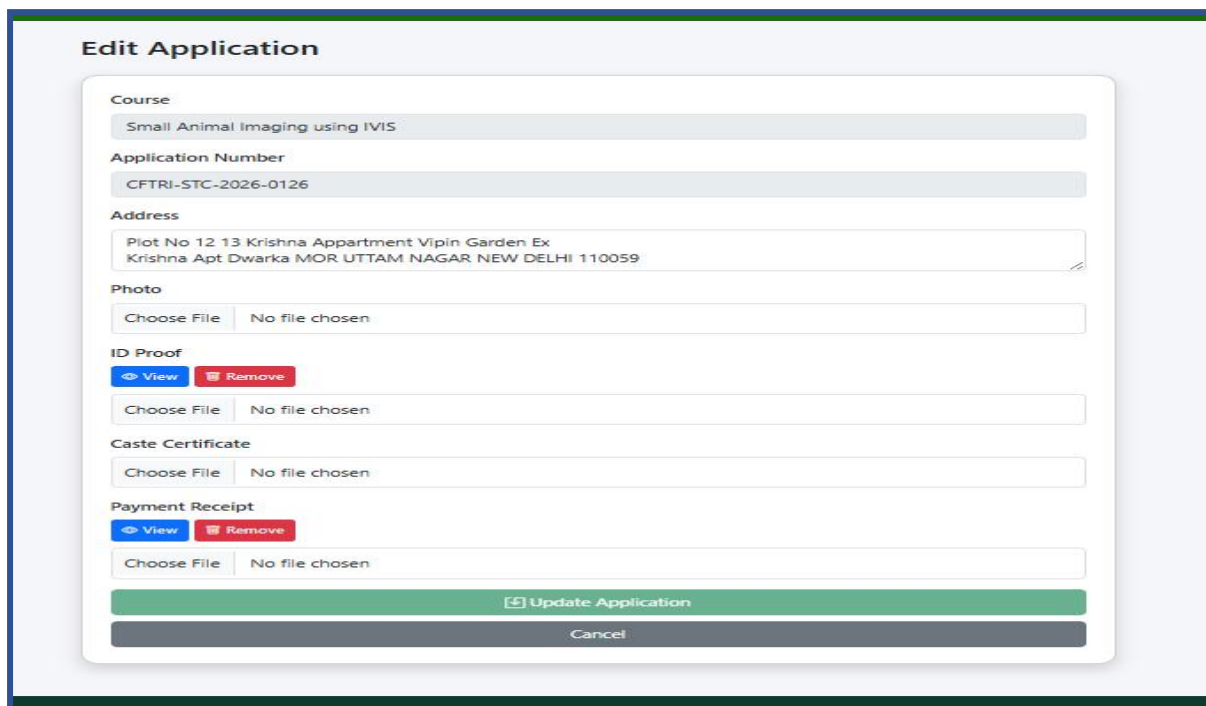 Edit Application
Course
Small Animal Imaging using IVIS
Application Number
CFTRI-STC-2026-0126
Address
Plot No 12 13 Krishna Appartment Vipin Garden Ex
Krishna Apt Dwarka MOR UTTAM NAGAR NEW DELHI 110059
Photo
Choose File No file chosen
ID Proof
View Remove
Choose File No file chosen
Caste Certificate
Choose File No file chosen
Payment Receipt
View Remove
Choose File No file chosen
Update Application
Cancel